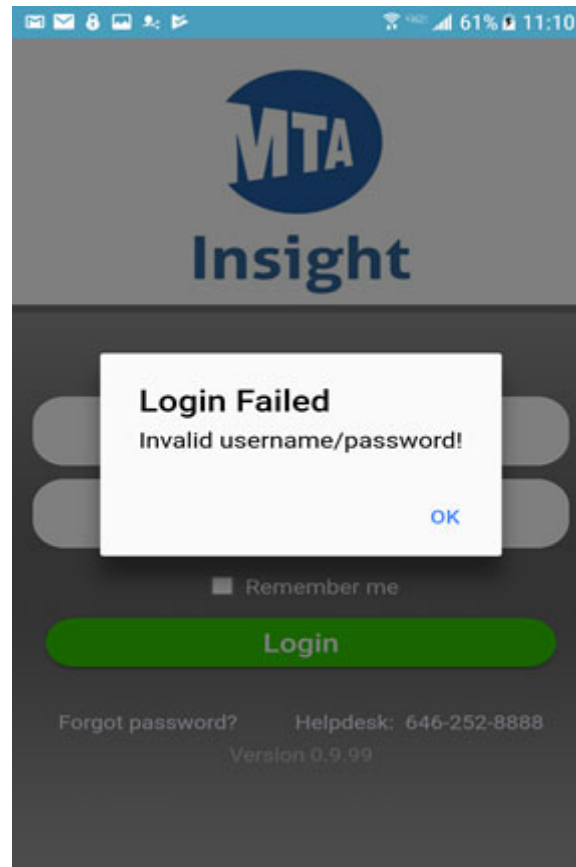 61% 11:10
MTA
Insight
Login Failed
Invalid username/password!
OK
Remember me
Login
Forgot password? Helpdesk: 646-252-8888
Version 0.9.99